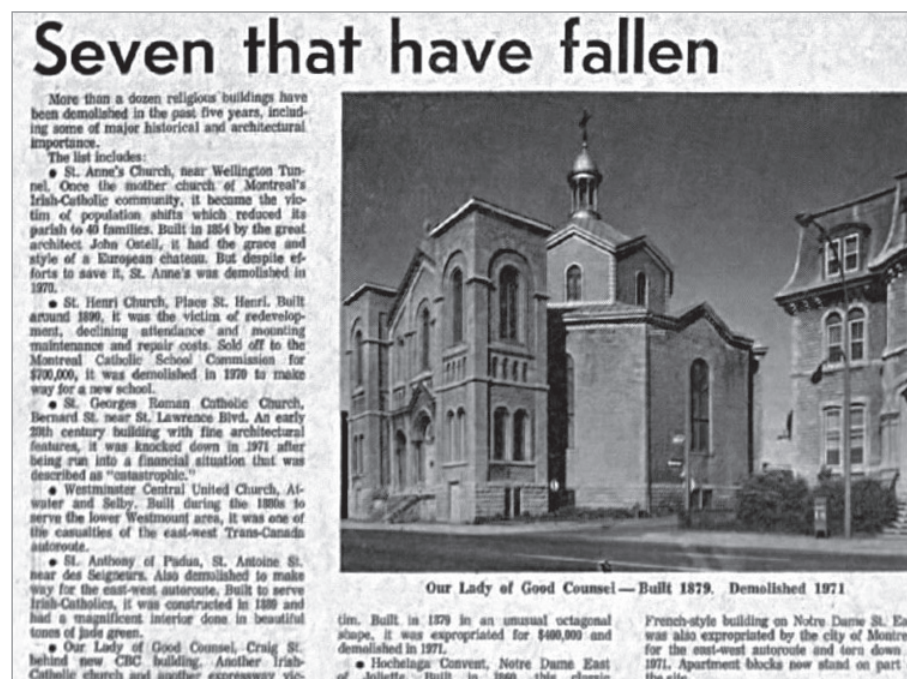 Seven that have fallen
More than a dozen religious buildings have
been demolished in the past five years, includ-
ing some of major historical and architectural
importance.
The list includes:
● St. Anne's Church, near Wellington Tun-
nel. Once the mother church of Montreal's
Irish-Catholic community, it became the vic-
tim of population shifts which reduced its
parish to 40 families. Built in 1854 by the great
architect John Ostell, it had the grace and
style of a European chateau. But despite ef-
forts to save it, St. Anne's was demolished in
1970.
● St. Henri Church, Place St. Henri. Built
around 1890, it was the victim of redevelop-
ment, declining attendance and mounting
maintenance and repair costs. Sold off to the
Montreal Catholic School Commission for
$700,000, it was demolished in 1970 to make
way for a new school.
● St. Georges Roman Catholic Church,
Bernard St. near St. Lawrence Blvd. An early
20th century building with fine architectural
features, it was knocked down in 1971 after
being run into a financial situation that was
described as "catastrophic."
● Westminster Central United Church, At-
water and Selby. Built during the 1880s to
serve the lower Westmount area, it was one of
the casualties of the east-west Trans-Canada
autoroute.
● St. Anthony of Padua, St. Antoine St.
near des Seigneurs. Also demolished to make
way for the east-west autoroute. Built to serve
Irish-Catholics, it was constructed in 1889 and
had a magnificent interior done in beautiful
tones of jade green.
● Our Lady of Good Counsel, Craig St.
behind new CBC building. Another Irish-
Catholic church and another expressway vic-
Our Lady of Good Counsel — Built 1879. Demolished 1971
tim. Built in 1879 in an unusual octagonal
shape, it was expropriated for $400,000 and
demolished in 1971.
● Hochelaga Convent, Notre Dame East
of Joliette. Built in 1860, this classic
French-style building on Notre Dame St. Ea
was also expropriated by the city of Montre
for the east-west autoroute and torn down
1971. Apartment blocks now stand on part
the site.